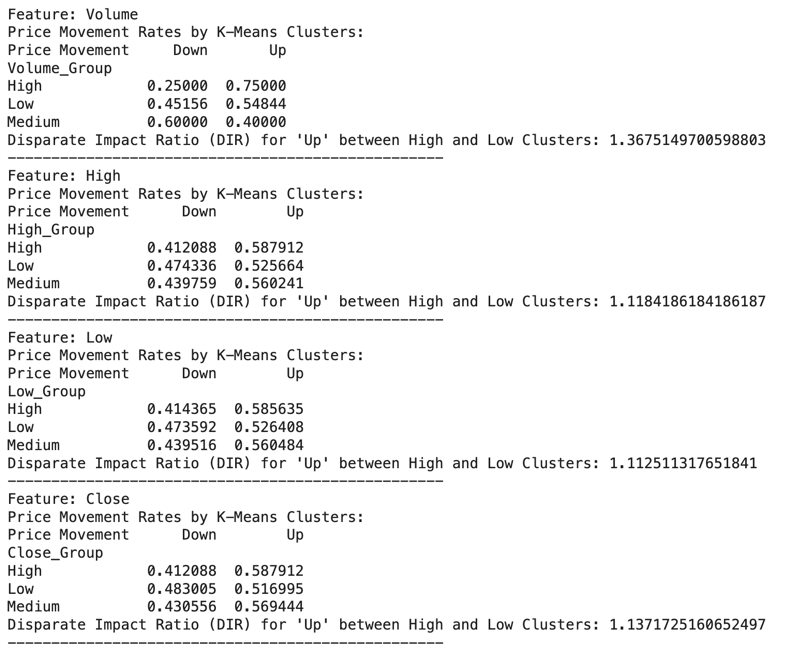 Feature: Volume
Price Movement Rates by K-Means Clusters:
Price Movement     Down       Up
Volume_Group
High            0.25000  0.75000
Low             0.45156  0.54844
Medium          0.60000  0.40000
Disparate Impact Ratio (DIR) for 'Up' between High and Low Clusters: 1.3675149700598803
--------------------------------------------------
Feature: High
Price Movement Rates by K-Means Clusters:
Price Movement      Down        Up
High_Group
High            0.412088  0.587912
Low             0.474336  0.525664
Medium          0.439759  0.560241
Disparate Impact Ratio (DIR) for 'Up' between High and Low Clusters: 1.1184186184186187
--------------------------------------------------
Feature: Low
Price Movement Rates by K-Means Clusters:
Price Movement      Down        Up
Low_Group
High            0.414365  0.585635
Low             0.473592  0.526408
Medium          0.439516  0.560484
Disparate Impact Ratio (DIR) for 'Up' between High and Low Clusters: 1.112511317651841
--------------------------------------------------
Feature: Close
Price Movement Rates by K-Means Clusters:
Price Movement      Down        Up
Close_Group
High            0.412088  0.587912
Low             0.483005  0.516995
Medium          0.430556  0.569444
Disparate Impact Ratio (DIR) for 'Up' between High and Low Clusters: 1.1371725160652497
--------------------------------------------------